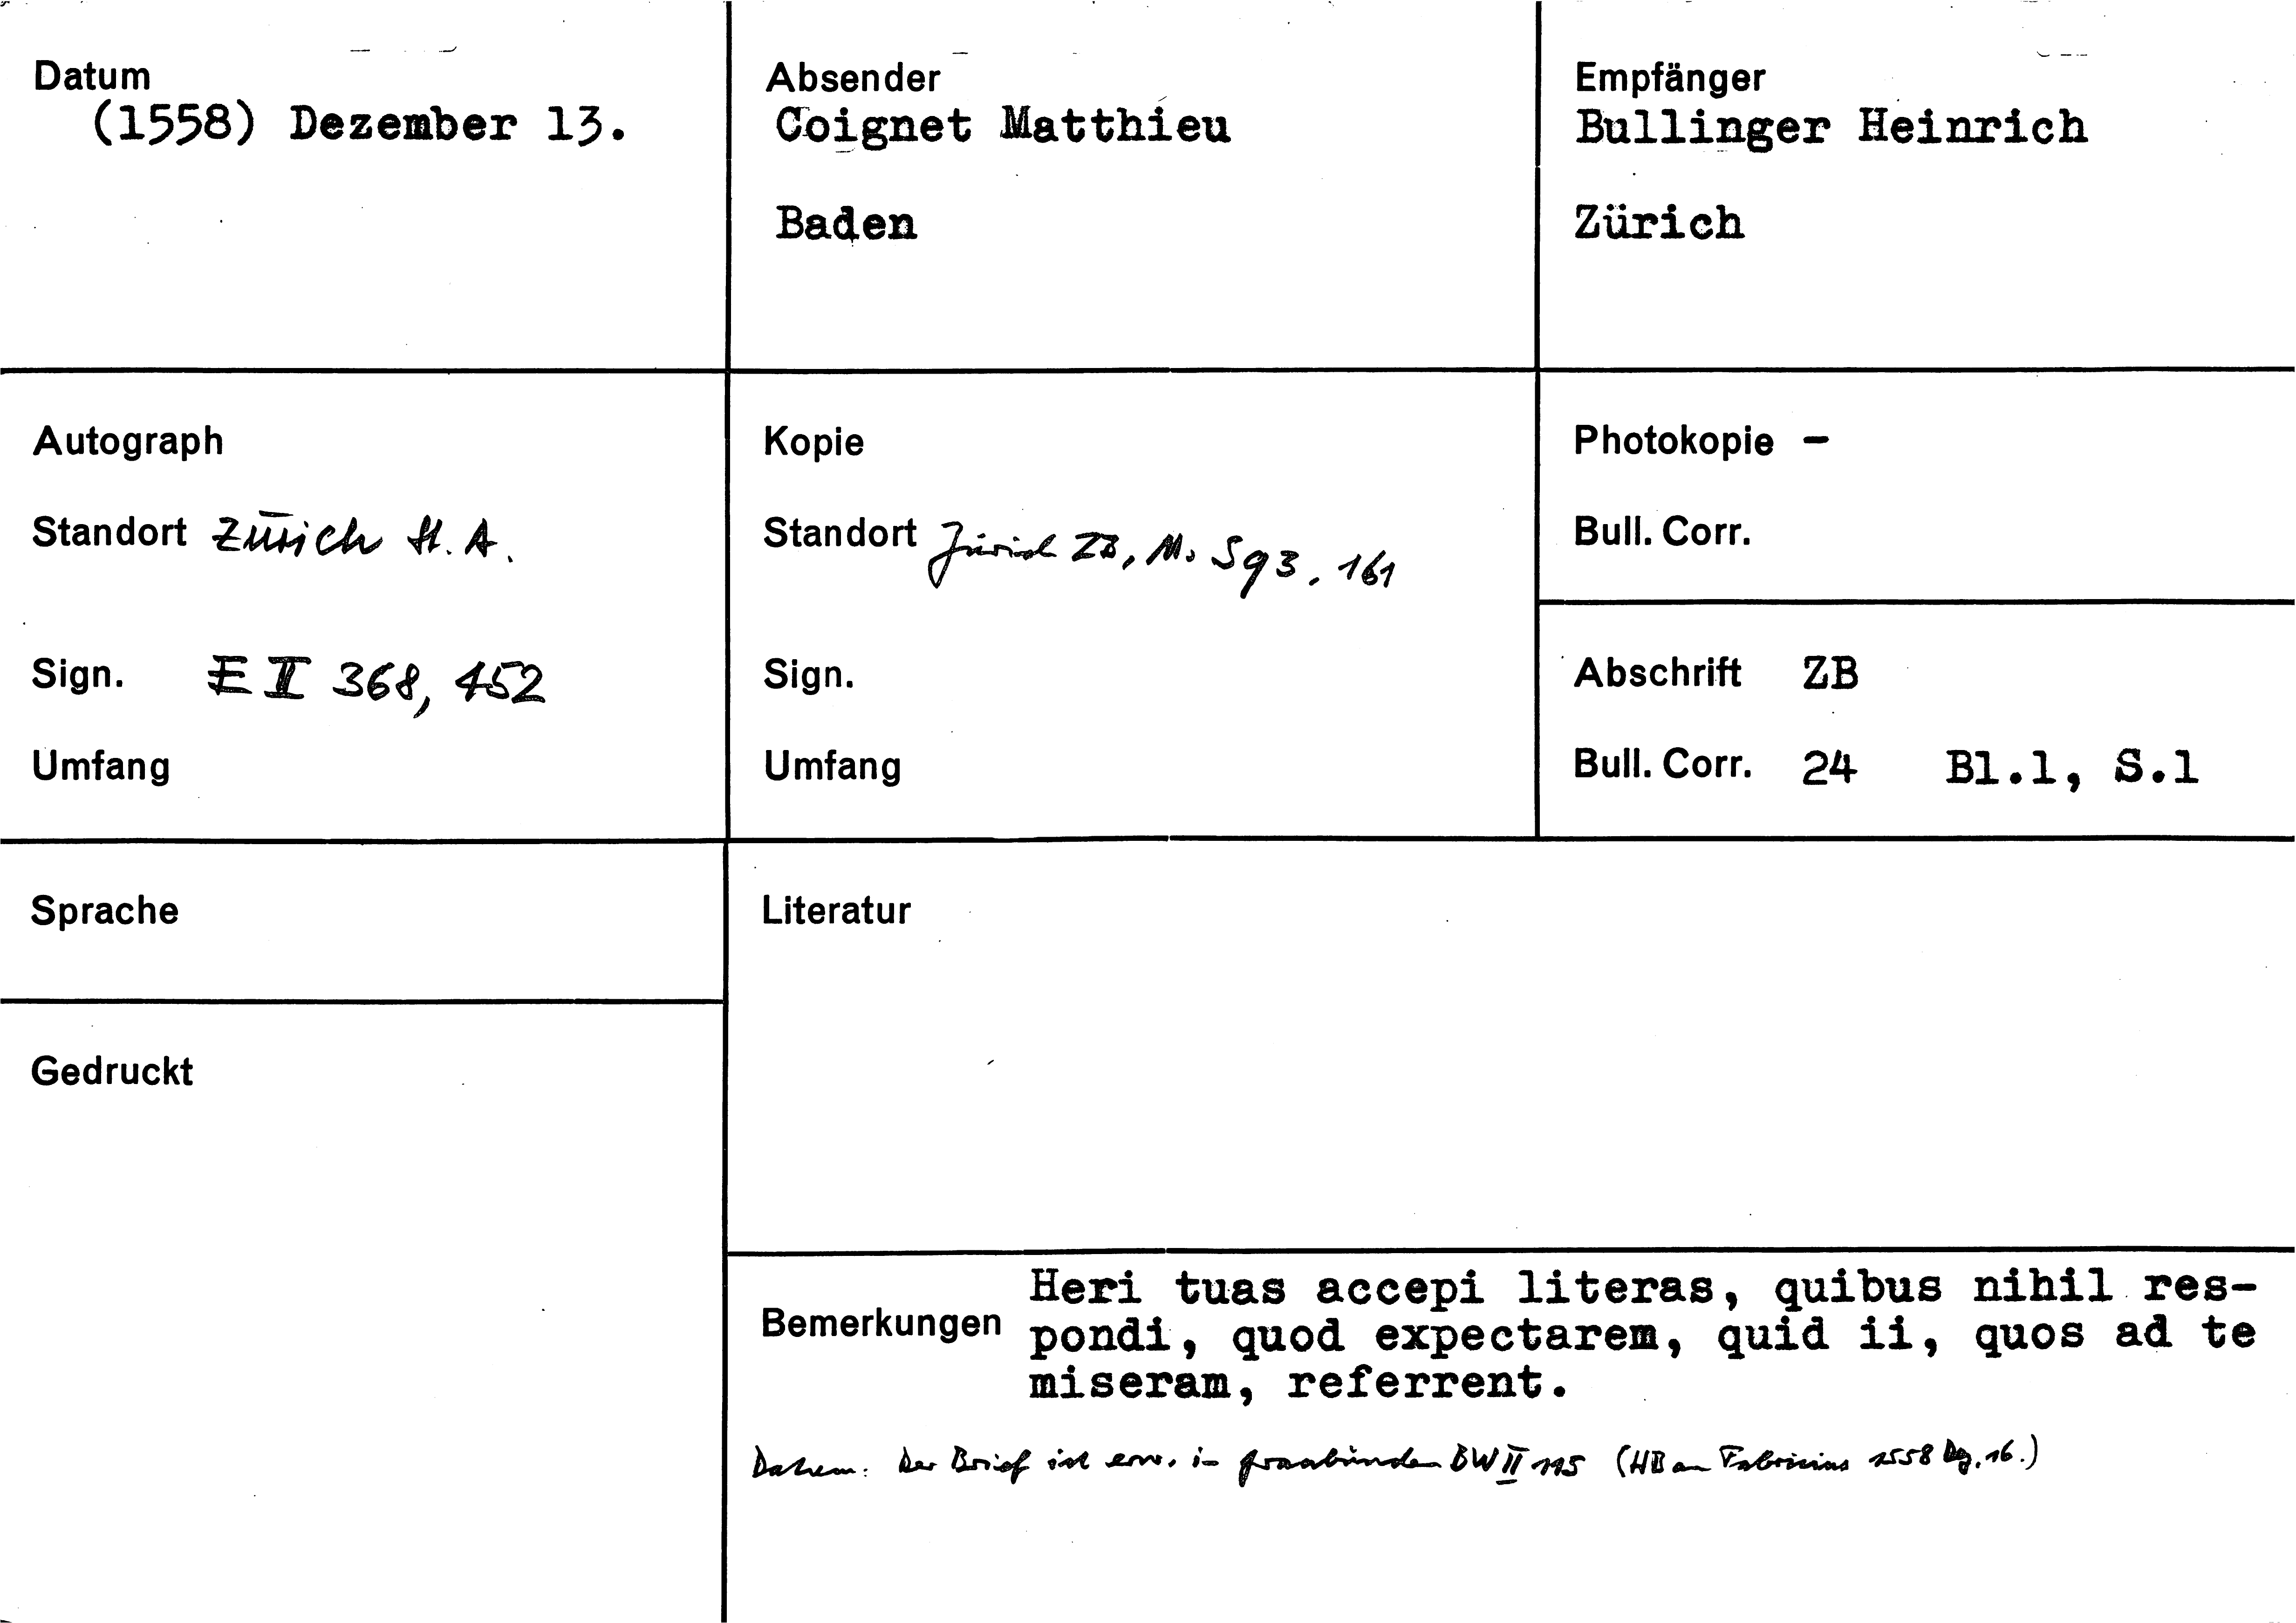 Datum
(1558) Dezember 13.
Absender
Coignet Matthieu
Baden
Empfänger
Bullinger Heinrich
Zürich
Autograph
Standort Zürich St. A.
Sign. E II 368, 452
Umfang
Kopie
Standort Zürich ZB, Ms S 93, 161
Sign.
Umfang
Photokopie -
Bull. Corr.
Abschrift ZB
Bull. Corr. 24 Bl.1, S.1
Sprache
Gedruckt
Literatur
Bemerkungen
Heri tuas accepi literas, quibus nihil res-
pondi, quod expectarem, quid ii, quos ad te
miseram, referrent.
Datum: Der Brief ist erw. in Graubünden BW II 115 (HB an Fabricius 1558 Dez. 16.)